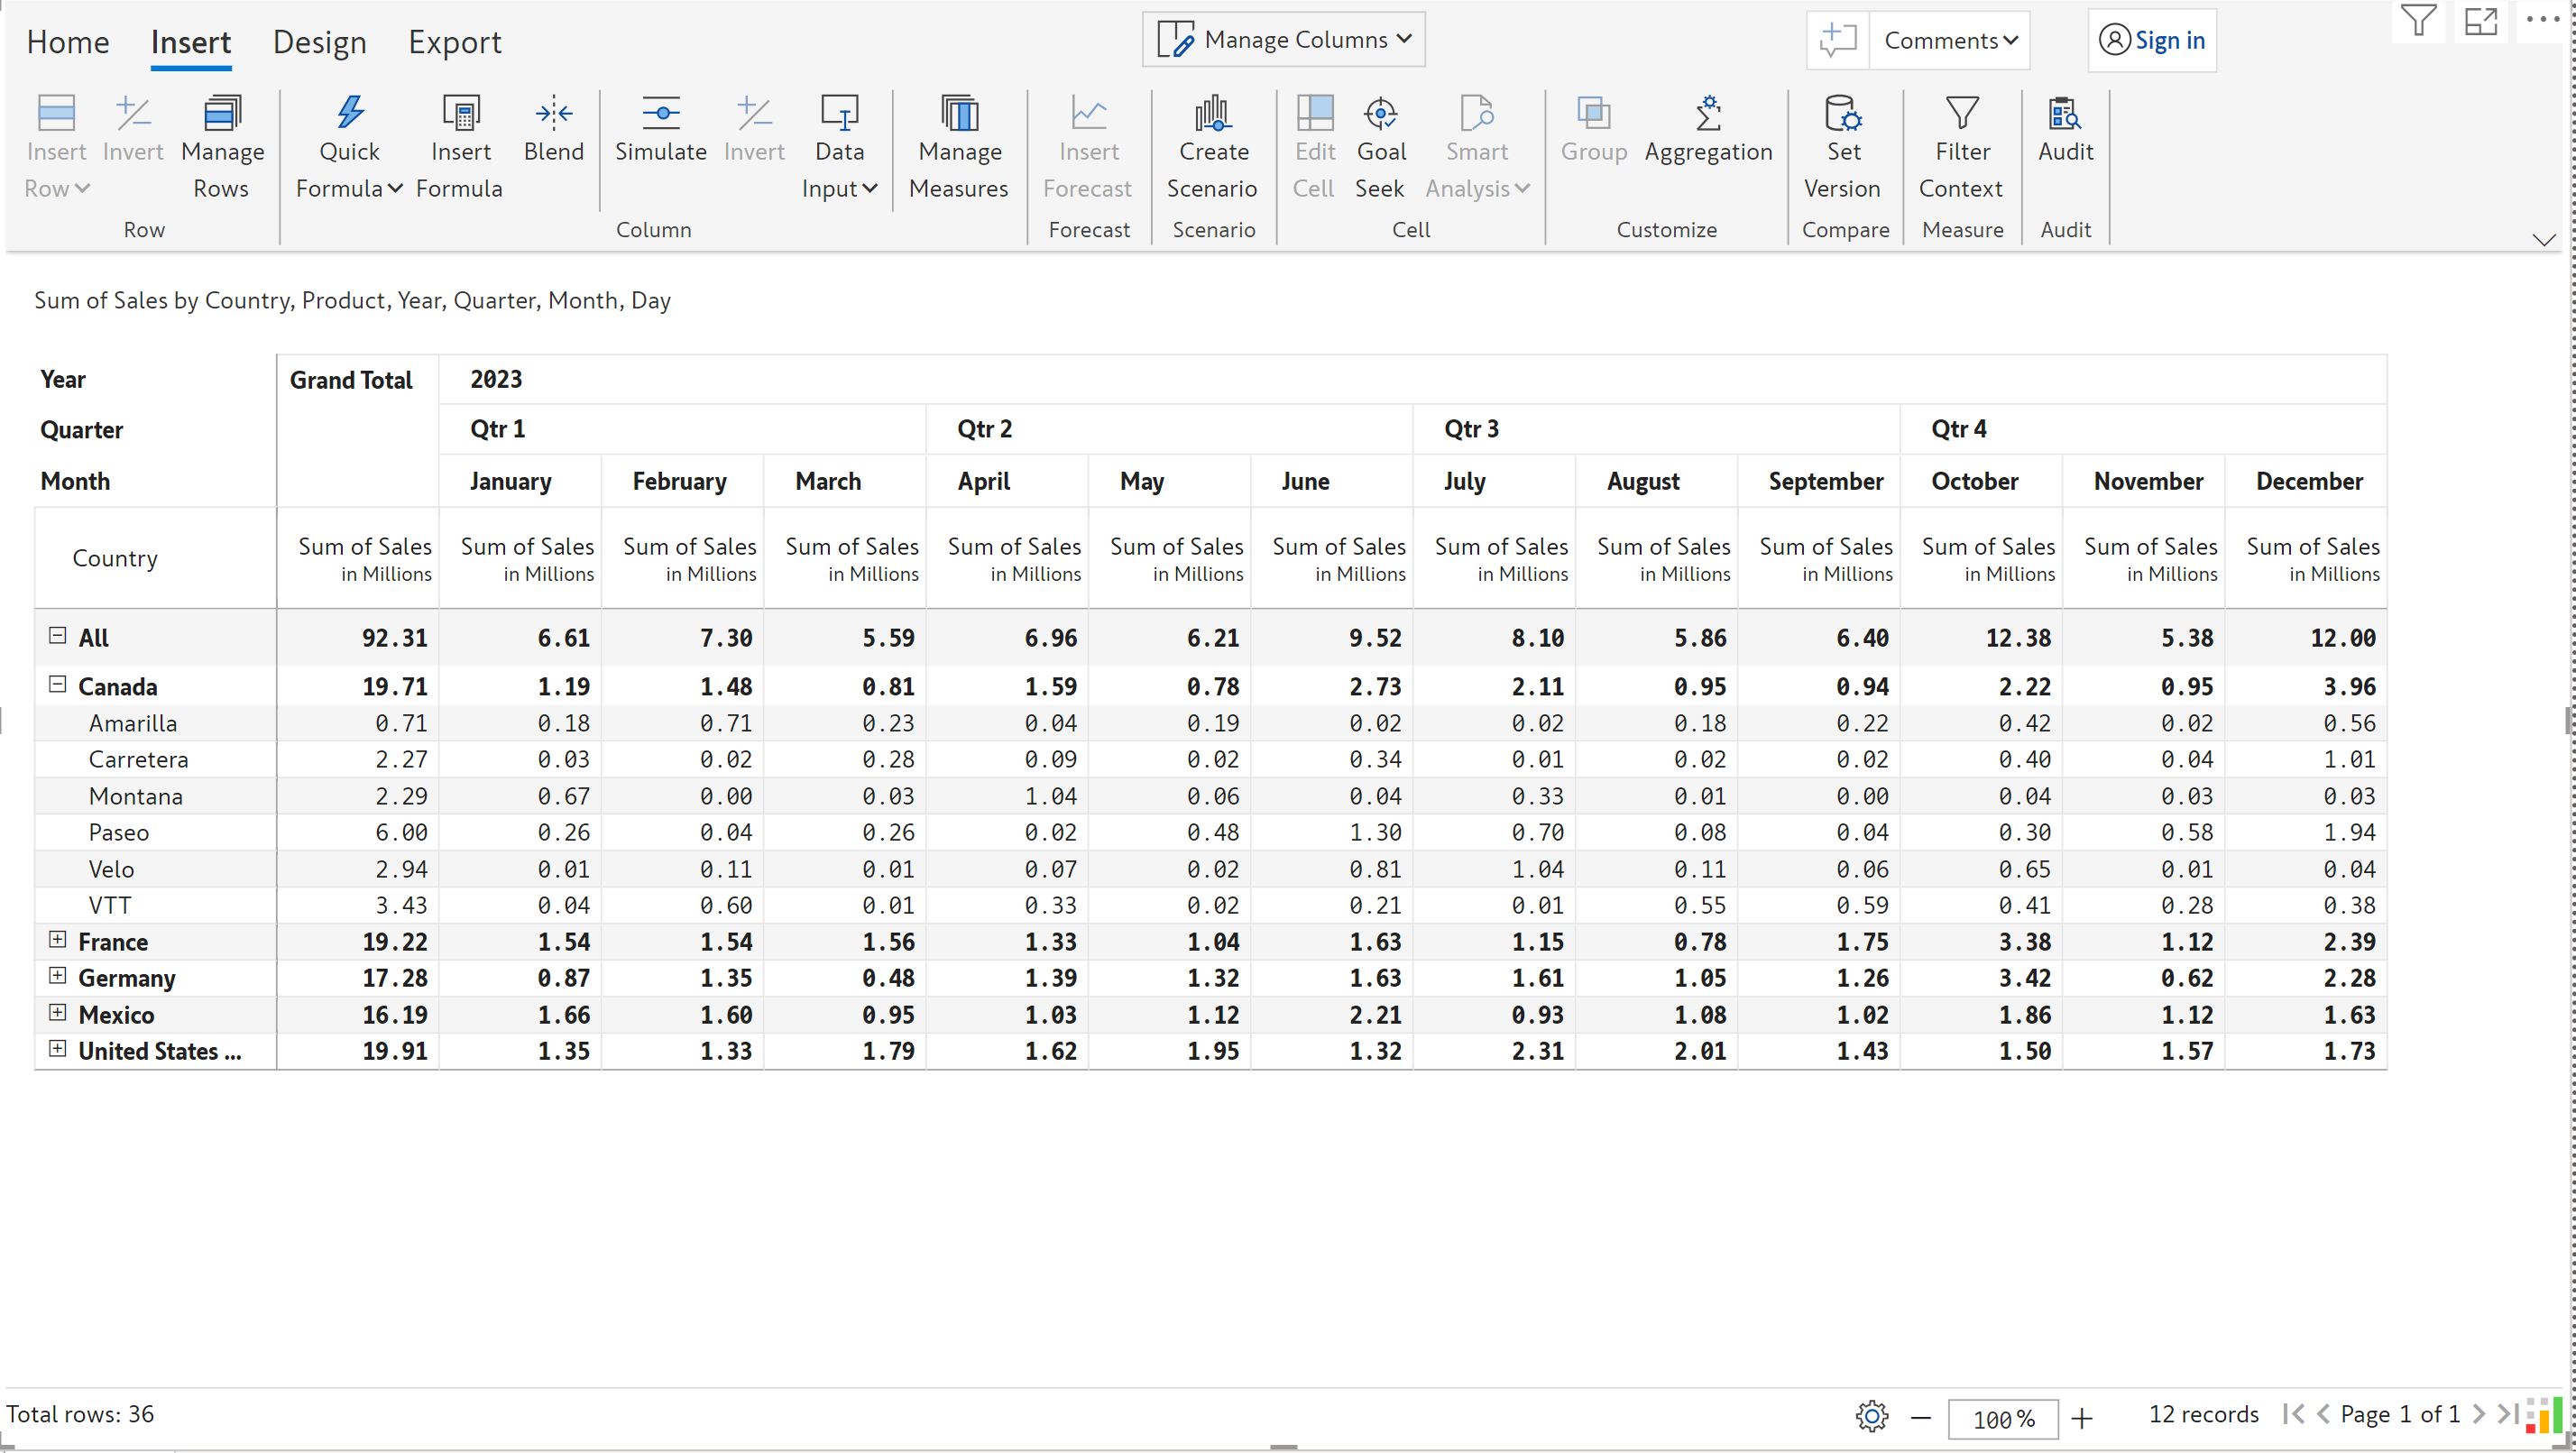 Home Insert Design Export Manage Columns Comments Sign in
Insert Row Invert Manage Rows Quick Formula Insert Formula Blend Simulate Invert Data Input Manage Measures Insert Forecast Create Scenario Edit Cell Goal Seek Smart Analysis Group Aggregation Set Version Filter Context Audit
Row Column Forecast Scenario Cell Customize Compare Measure Audit
Sum of Sales by Country, Product, Year, Quarter, Month, Day
Year Grand Total 2023
Quarter Qtr 1 Qtr 2 Qtr 3 Qtr 4
Month January February March April May June July August September October November December
Country Sum of Sales Sum of Sales Sum of Sales Sum of Sales Sum of Sales Sum of Sales Sum of Sales Sum of Sales Sum of Sales Sum of Sales Sum of Sales Sum of Sales Sum of Sales
in Millions in Millions in Millions in Millions in Millions in Millions in Millions in Millions in Millions in Millions in Millions in Millions in Millions
All 92.31 6.61 7.30 5.59 6.96 6.21 9.52 8.10 5.86 6.40 12.38 5.38 12.00
Canada 19.71 1.19 1.48 0.81 1.59 0.78 2.73 2.11 0.95 0.94 2.22 0.95 3.96
Amarilla 0.71 0.18 0.71 0.23 0.04 0.19 0.02 0.02 0.18 0.22 0.42 0.02 0.56
Carretera 2.27 0.03 0.02 0.28 0.09 0.02 0.34 0.01 0.02 0.02 0.40 0.04 1.01
Montana 2.29 0.67 0.00 0.03 1.04 0.06 0.04 0.33 0.01 0.00 0.04 0.03 0.03
Paseo 6.00 0.26 0.04 0.26 0.02 0.48 1.30 0.70 0.08 0.04 0.30 0.58 1.94
Velo 2.94 0.01 0.11 0.01 0.07 0.02 0.81 1.04 0.11 0.06 0.65 0.01 0.04
VTT 3.43 0.04 0.60 0.01 0.33 0.02 0.21 0.01 0.55 0.59 0.41 0.28 0.38
France 19.22 1.54 1.54 1.56 1.33 1.04 1.63 1.15 0.78 1.75 3.38 1.12 2.39
Germany 17.28 0.87 1.35 0.48 1.39 1.32 1.63 1.61 1.05 1.26 3.42 0.62 2.28
Mexico 16.19 1.66 1.60 0.95 1.03 1.12 2.21 0.93 1.08 1.02 1.86 1.12 1.63
United States ... 19.91 1.35 1.33 1.79 1.62 1.95 1.32 2.31 2.01 1.43 1.50 1.57 1.73
Total rows: 36 100 % 12 records Page 1 of 1